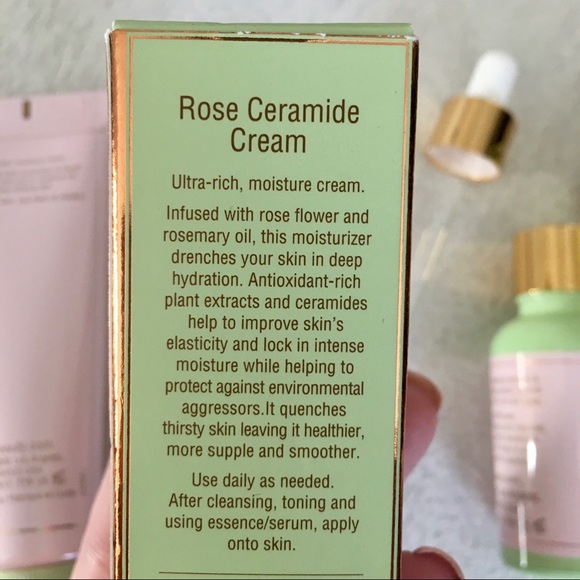 Rose Ceramide
Cream
Ultra-rich, moisture cream.
Infused with rose flower and
rosemary oil, this moisturizer
drenches your skin in deep
hydration. Antioxidant-rich
plant extracts and ceramides
help to improve skin's
elasticity and lock in intense
moisture while helping to
protect against environmental
aggressors.It quenches
thirsty skin leaving it healthier,
more supple and smoother.
Use daily as needed.
After cleansing, toning and
using essence/serum, apply
onto skin.